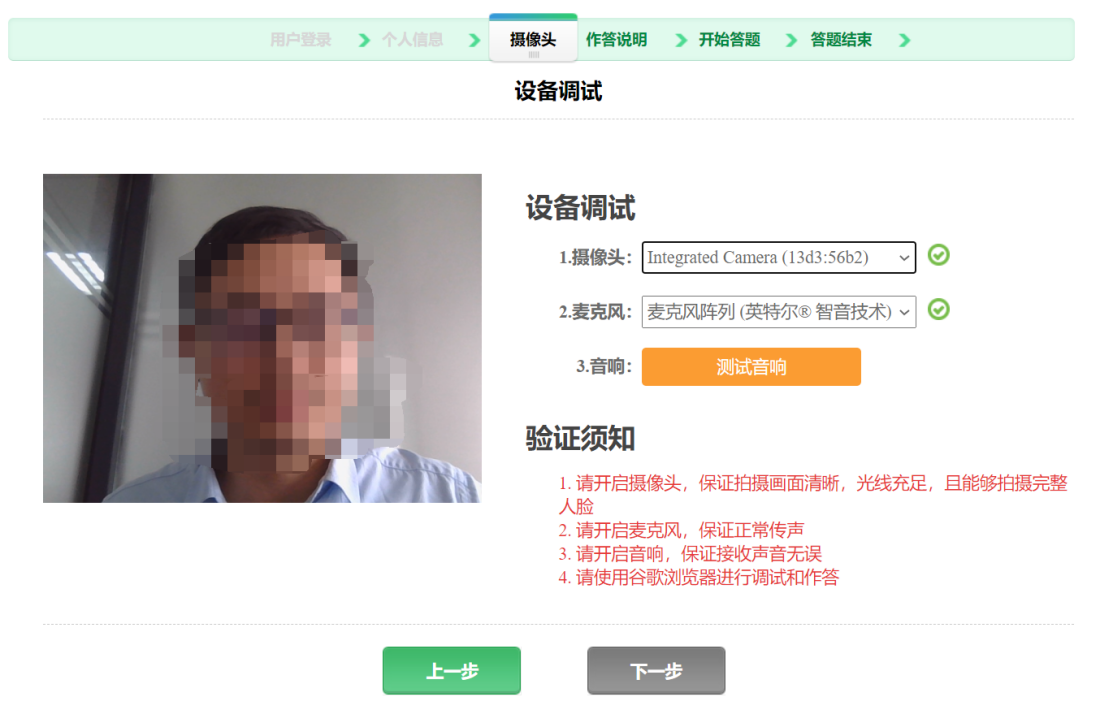 用户登录 个人信息 摄像头 作答说明 开始答题 答题结束
设备调试
设备调试
1.摄像头： Integrated Camera (13d3:56b2)
2.麦克风： 麦克风阵列 (英特尔® 智音技术)
3.音响： 测试音响
验证须知
1. 请开启摄像头，保证拍摄画面清晰，光线充足，且能够拍摄完整
人脸
2. 请开启麦克风，保证正常传声
3. 请开启音响，保证接收声音无误
4. 请使用谷歌浏览器进行调试和作答
上一步 下一步